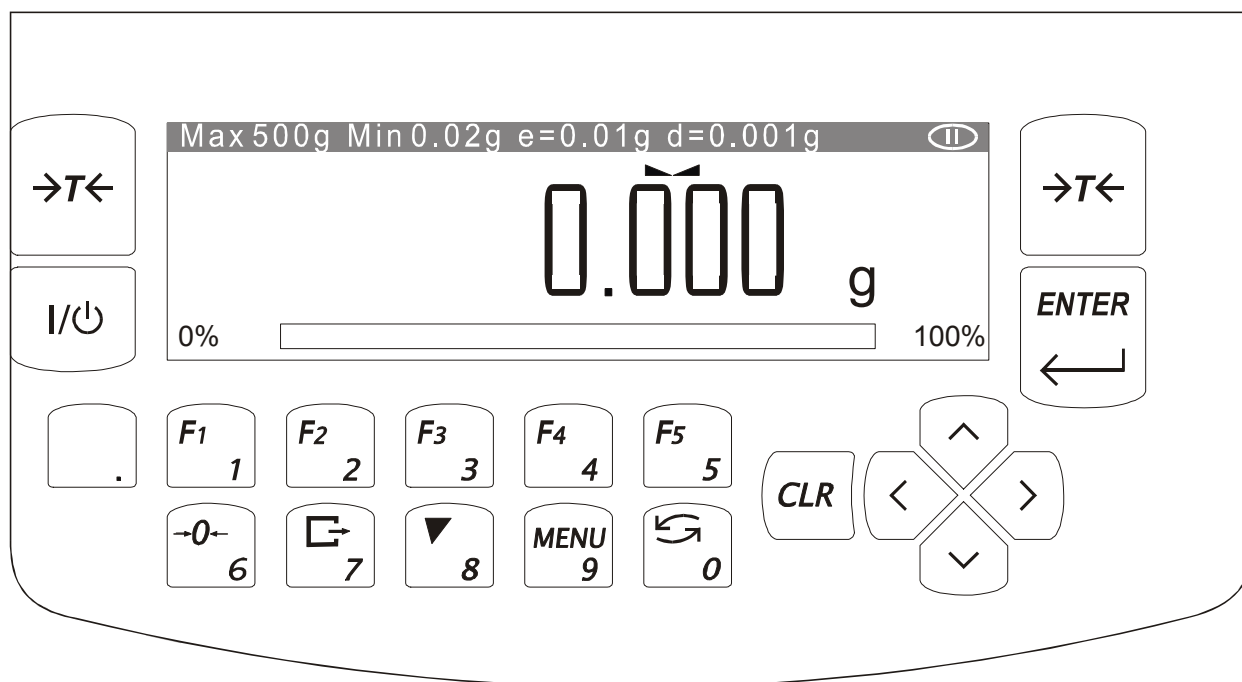 Max 500g Min 0.02g e=0.01g d=0.001g II
→T←
→T←
0.000 g
I/⏻
ENTER
0%
100%
F1 F2 F3 F4 F5
. 1 2 3 4 5
CLR
→0← MENU
6 7 8 9 0